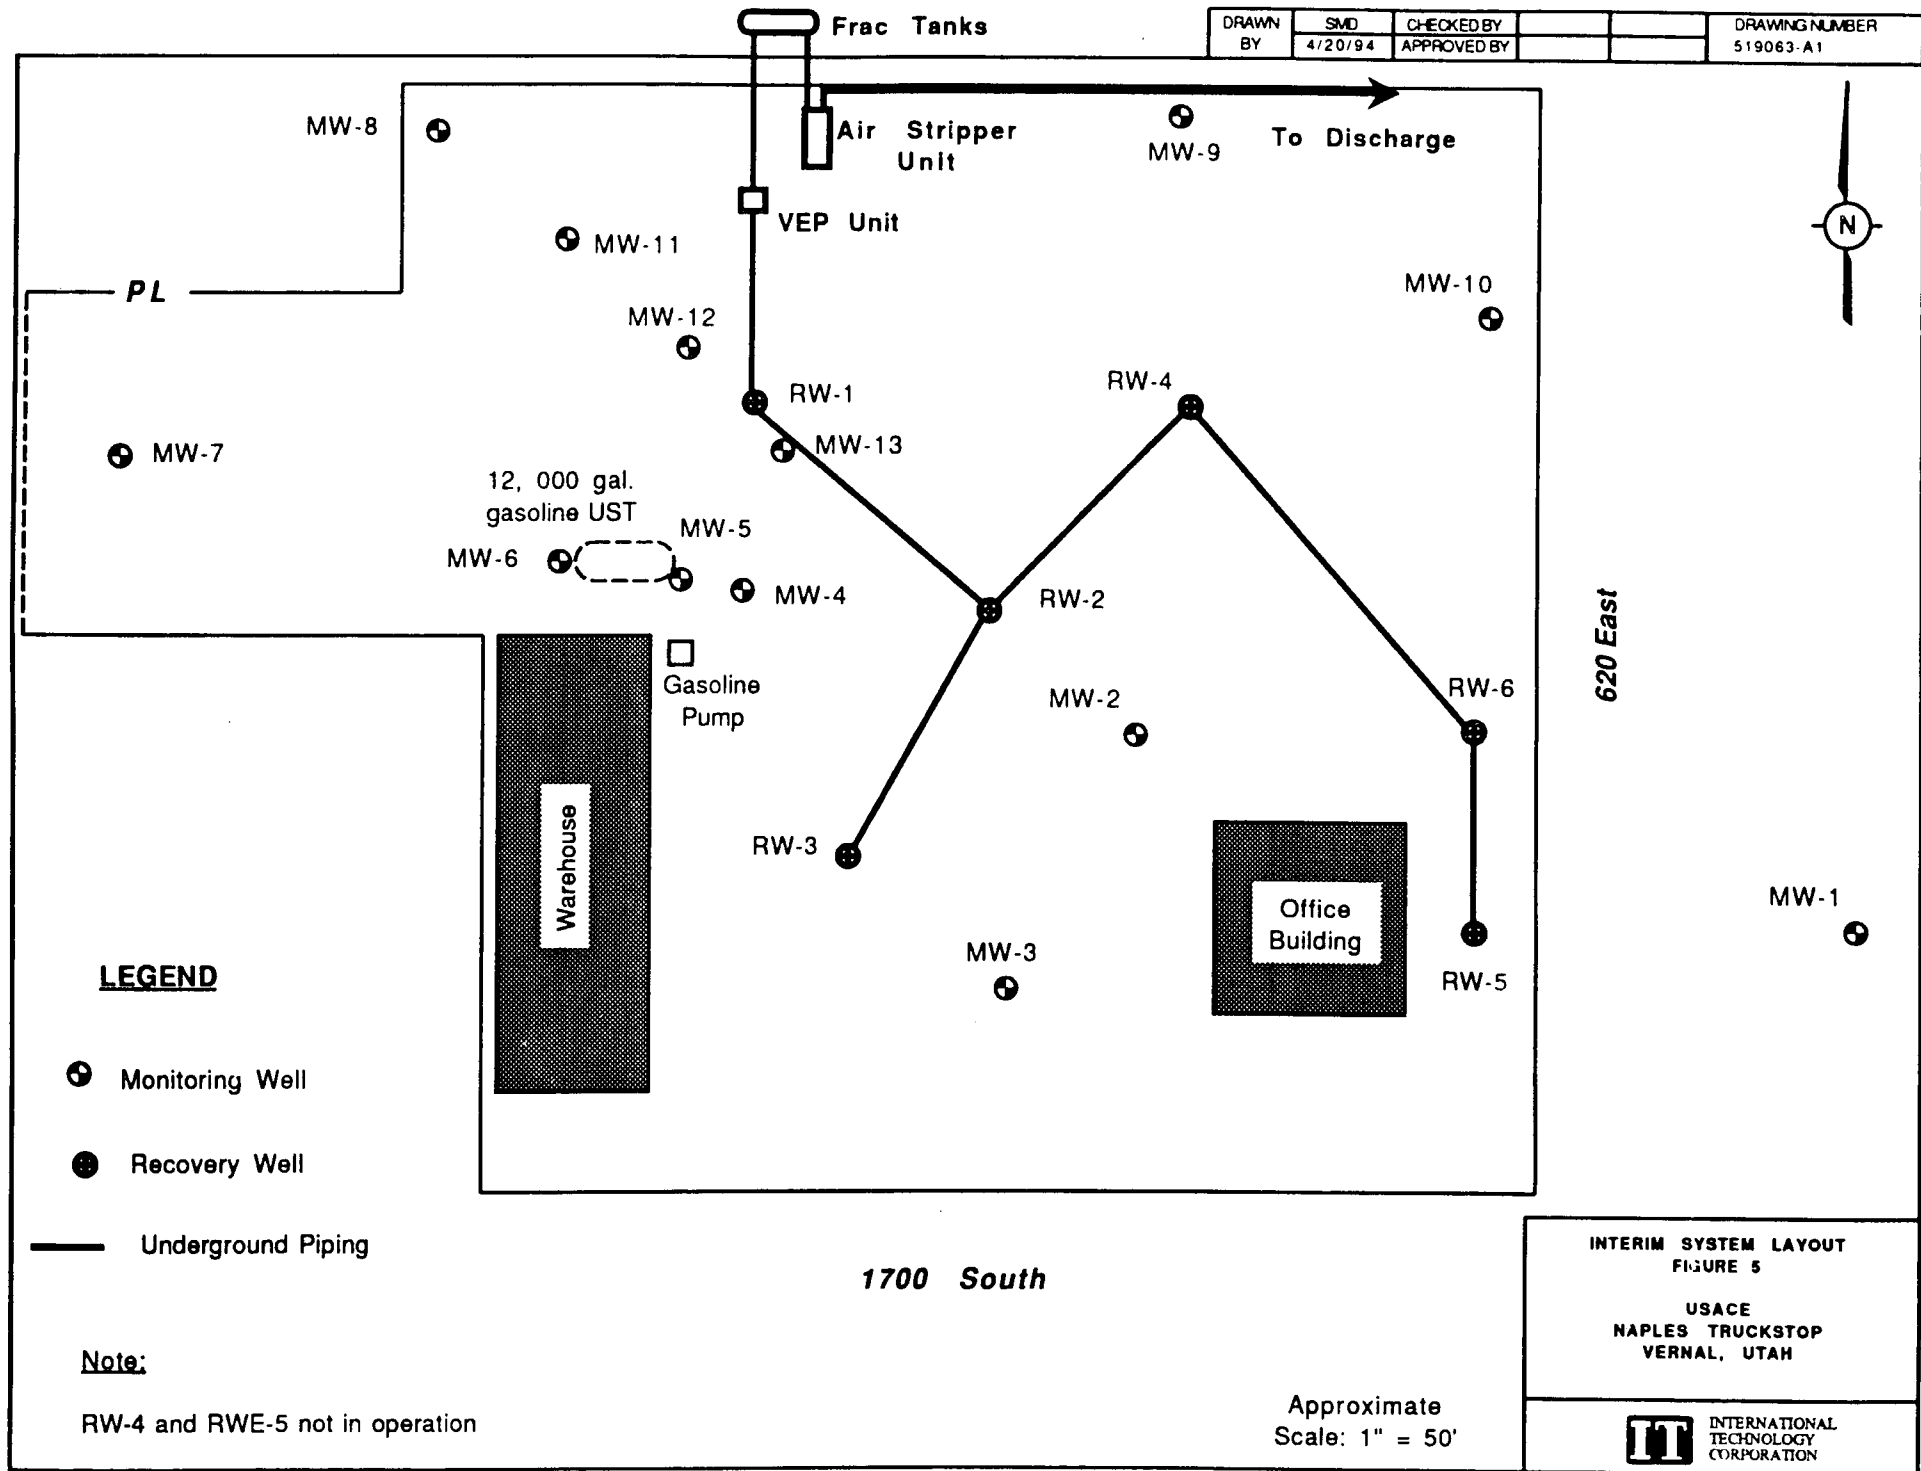 Frac Tanks
DRAWN BY
SMD
4/20/94
CHECKED BY
APPROVED BY
DRAWING NUMBER
519063-A1
MW-8
Air Stripper
Unit
MW-9
To Discharge
VEP Unit
N
MW-11
PL
MW-10
MW-12
RW-1
RW-4
MW-7
MW-13
12, 000 gal.
gasoline UST
MW-5
MW-6
MW-4
RW-2
620 East
Gasoline
Pump
MW-2
RW-6
Warehouse
RW-3
Office
Building
MW-1
MW-3
RW-5
LEGEND
Monitoring Well
Recovery Well
Underground Piping
1700 South
INTERIM SYSTEM LAYOUT
FIGURE 5
USACE
NAPLES TRUCKSTOP
VERNAL, UTAH
Note:
RW-4 and RWE-5 not in operation
Approximate
Scale: 1" = 50'
IT
INTERNATIONAL
TECHNOLOGY
CORPORATION